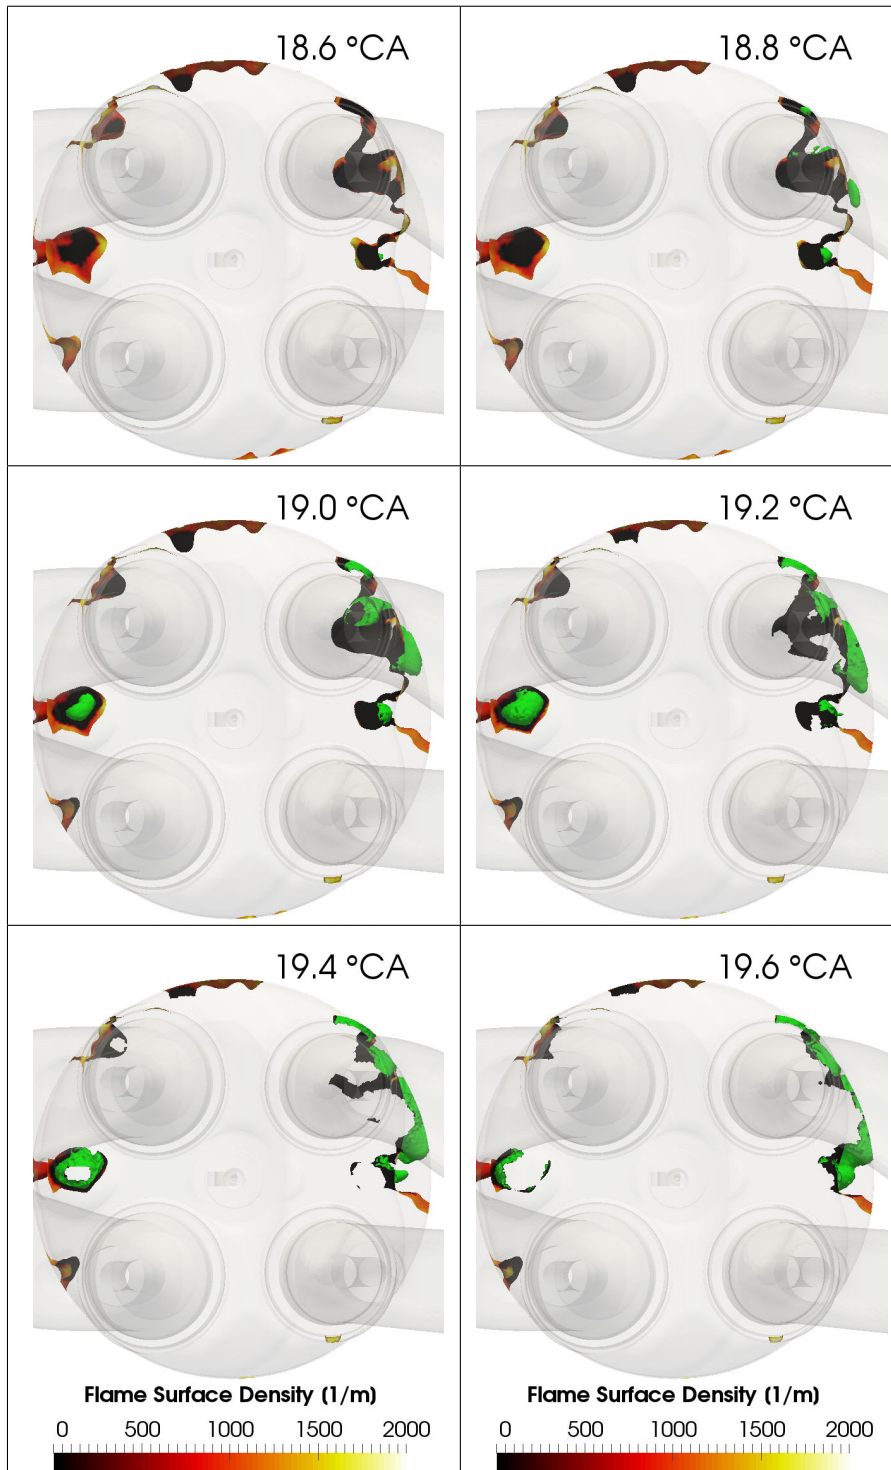 18.6 °CA
18.8 °CA
19.0 °CA
19.2 °CA
19.4 °CA
19.6 °CA
Flame Surface Density [1/m]
0 500 1000 1500 2000
Flame Surface Density [1/m]
0 500 1000 1500 2000